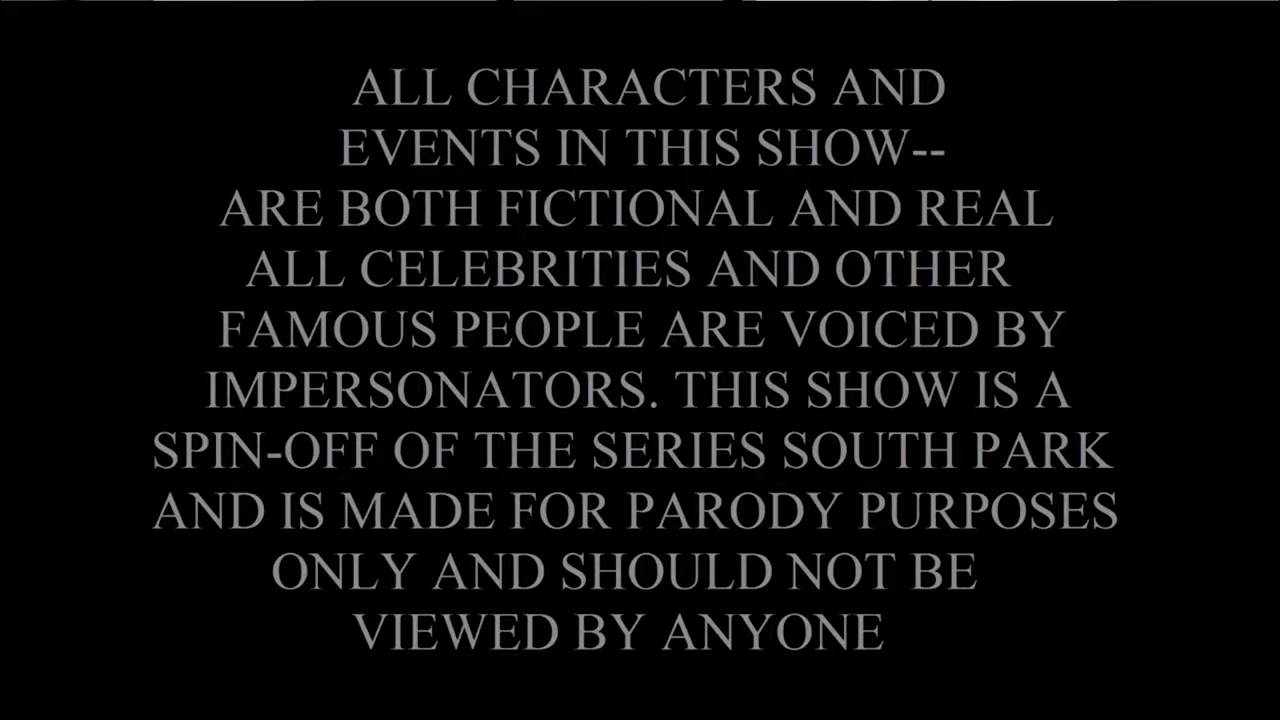 ALL CHARACTERS AND
EVENTS IN THIS SHOW--
ARE BOTH FICTIONAL AND REAL
ALL CELEBRITIES AND OTHER
FAMOUS PEOPLE ARE VOICED BY
IMPERSONATORS. THIS SHOW IS A
SPIN-OFF OF THE SERIES SOUTH PARK
AND IS MADE FOR PARODY PURPOSES
ONLY AND SHOULD NOT BE
VIEWED BY ANYONE